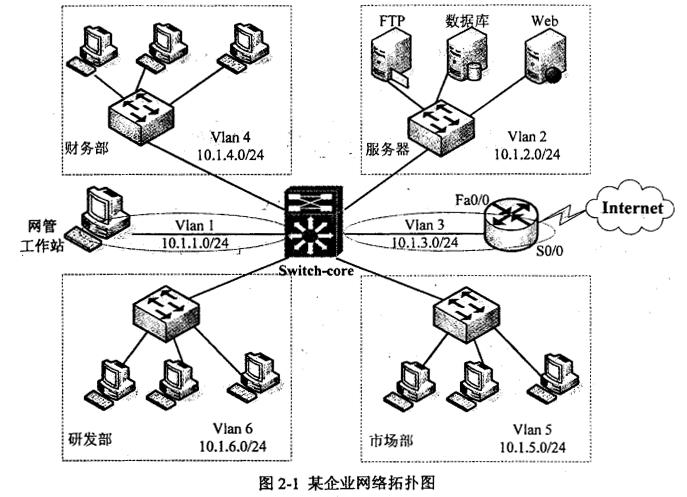 FTP 数据库 Web
Vlan 4
财务部
10.1.4.0/24
Vlan 2
服务器
10.1.2.0/24
网管
工作站
Vlan 1
10.1.1.0/24
Switch-core
Vlan 3
10.1.3.0/24
Fa0/0
S0/0
Internet
Vlan 6
研发部
10.1.6.0/24
Vlan 5
市场部
10.1.5.0/24
图 2-1 某企业网络拓扑图